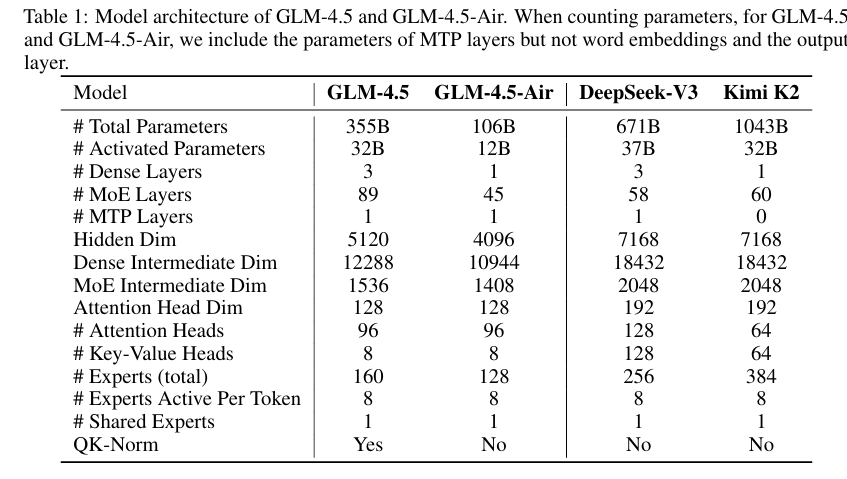 Table 1: Model architecture of GLM-4.5 and GLM-4.5-Air. When counting parameters, for GLM-4.5
and GLM-4.5-Air, we include the parameters of MTP layers but not word embeddings and the output
layer.
Model GLM-4.5 GLM-4.5-Air DeepSeek-V3 Kimi K2
# Total Parameters 355B 106B 671B 1043B
# Activated Parameters 32B 12B 37B 32B
# Dense Layers 3 1 3 1
# MoE Layers 89 45 58 60
# MTP Layers 1 1 1 0
Hidden Dim 5120 4096 7168 7168
Dense Intermediate Dim 12288 10944 18432 18432
MoE Intermediate Dim 1536 1408 2048 2048
Attention Head Dim 128 128 192 192
# Attention Heads 96 96 128 64
# Key-Value Heads 8 8 128 64
# Experts (total) 160 128 256 384
# Experts Active Per Token 8 8 8 8
# Shared Experts 1 1 1 1
QK-Norm Yes No No No